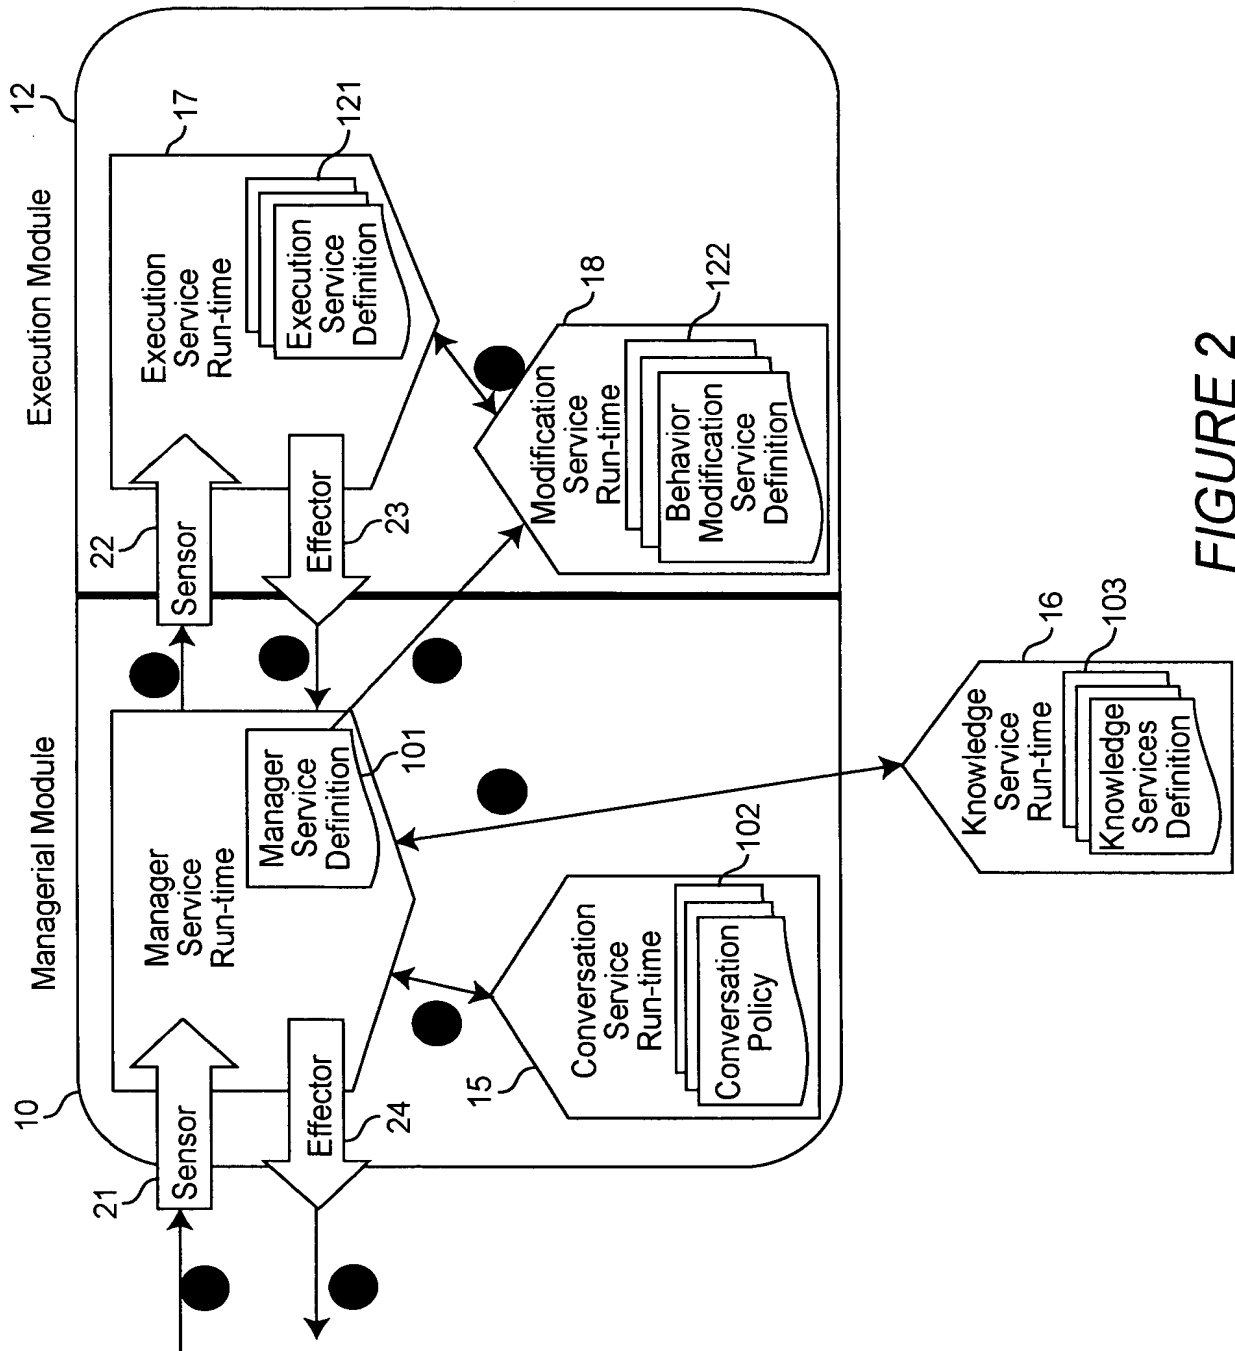 10
Managerial Module
Execution Module
12
21
Sensor
Effector
24
Manager
Service
Run-time
Manager
Service
Definition
101
22
Sensor
Effector
23
Execution
Service
Run-time
17
Execution
Service
Definition
121
15
Conversation
Service
Run-time
Conversation
Policy
102
Modification
Service
Run-time
18
Behavior
Modification
Service
Definition
122
Knowledge
Service
Run-time
16
Knowledge
Services
Definition
103
FIGURE 2